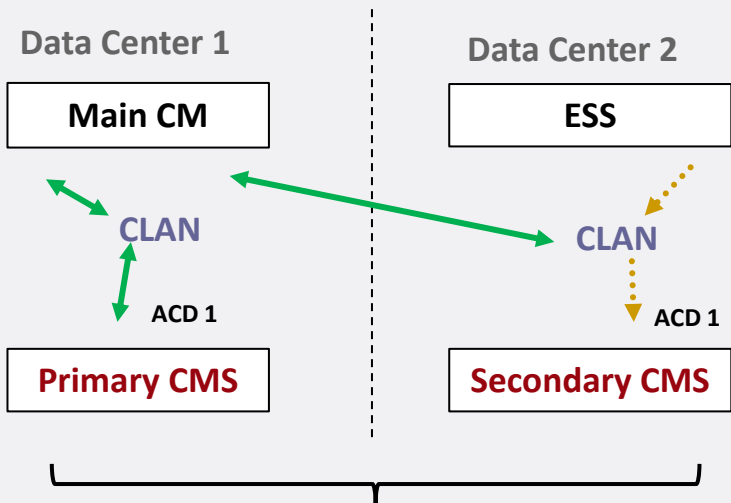 Data Center 1
Data Center 2
Main CM
ESS
CLAN
CLAN
ACD 1
ACD 1
Primary CMS
Secondary CMS